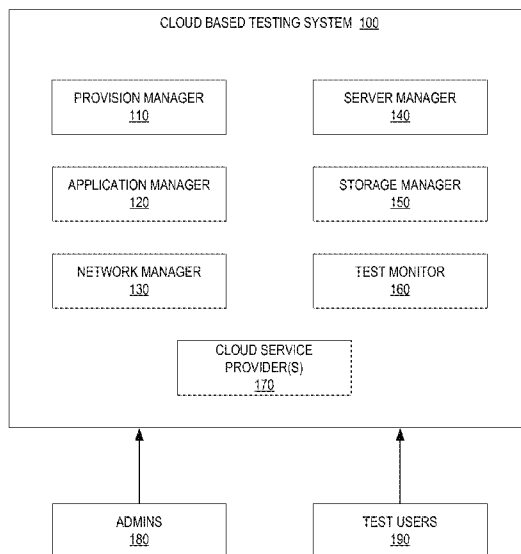 CLOUD BASED TESTING SYSTEM 100
PROVISION MANAGER
110
SERVER MANAGER
140
APPLICATION MANAGER
120
STORAGE MANAGER
150
NETWORK MANAGER
130
TEST MONITOR
160
CLOUD SERVICE
PROVIDER(S)
170
ADMINS
180
TEST USERS
190